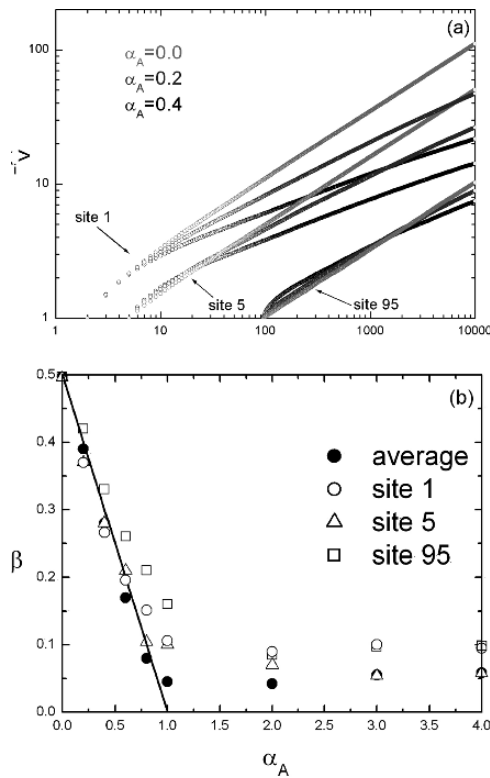 (a)
100
α_A=0.0
α_A=0.2
α_A=0.4
10
site 1
site 5
site 95
1
1 10 100 1000 10000
(b)
0.5
0.4
0.3
0.2
0.1
0.0
β
average
site 1
site 5
site 95
0.0 0.5 1.0 1.5 2.0 2.5 3.0 3.5 4.0
α_A